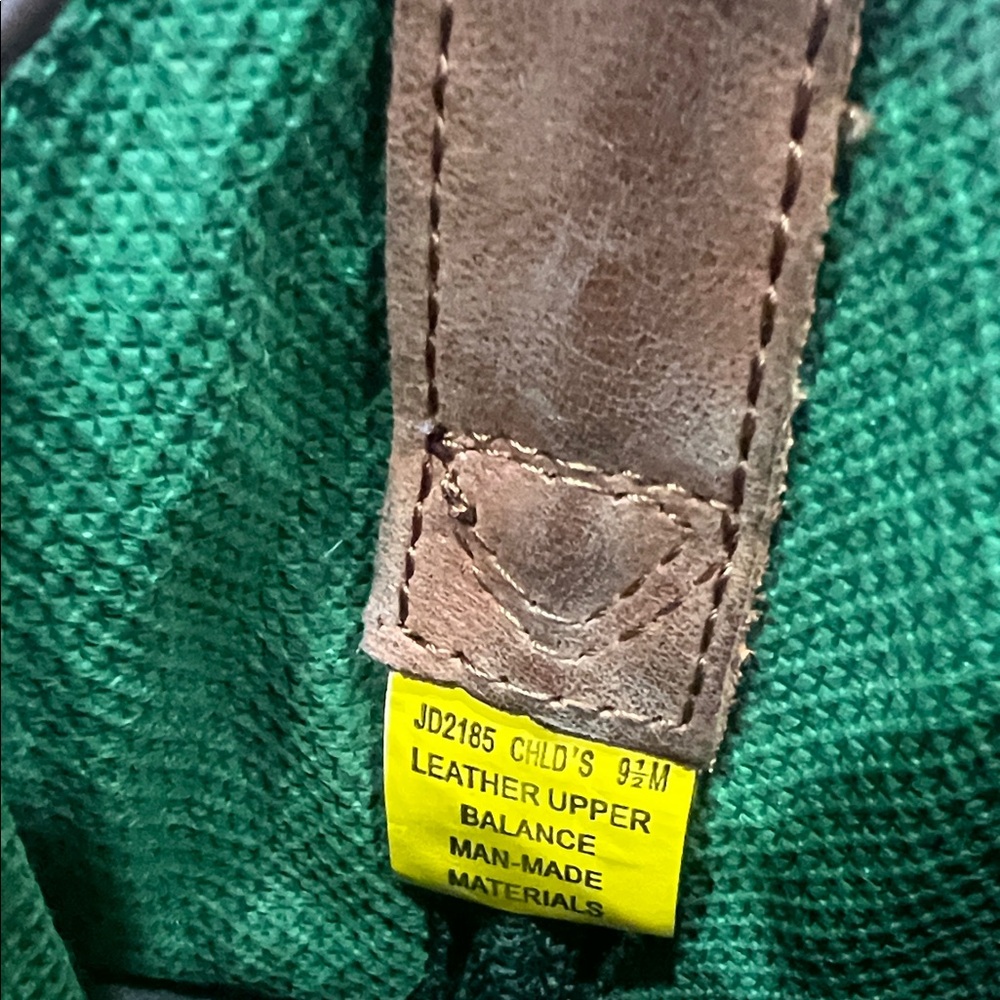 JD2185 CHLD'S 9½M
LEATHER UPPER
BALANCE
MAN-MADE
MATERIALS